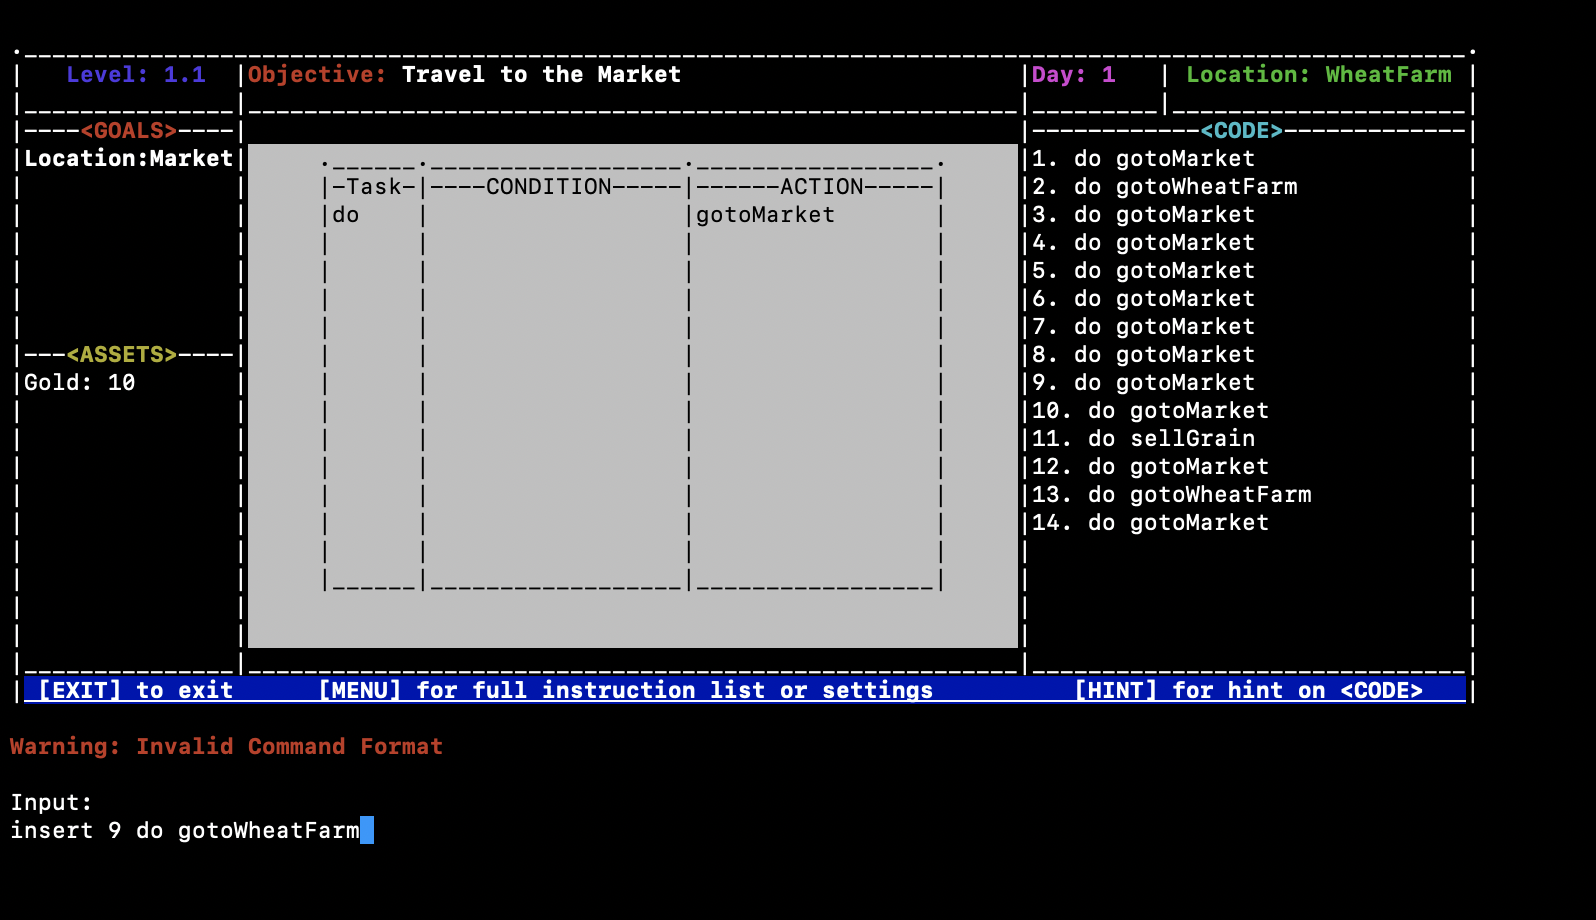 Level: 1.1 Objective: Travel to the Market Day: 1 Location: WheatFarm
----<GOALS>---- ------------<CODE>-------------
Location:Market 1. do gotoMarket
-Task- ----CONDITION----- ------ACTION-----
2. do gotoWheatFarm
do gotoMarket 3. do gotoMarket
4. do gotoMarket
5. do gotoMarket
6. do gotoMarket
7. do gotoMarket
---<ASSETS>---- 8. do gotoMarket
Gold: 10 9. do gotoMarket
10. do gotoMarket
11. do sellGrain
12. do gotoMarket
13. do gotoWheatFarm
14. do gotoMarket
[EXIT] to exit [MENU] for full instruction list or settings [HINT] for hint on <CODE>
Warning: Invalid Command Format
Input:
insert 9 do gotoWheatFarm